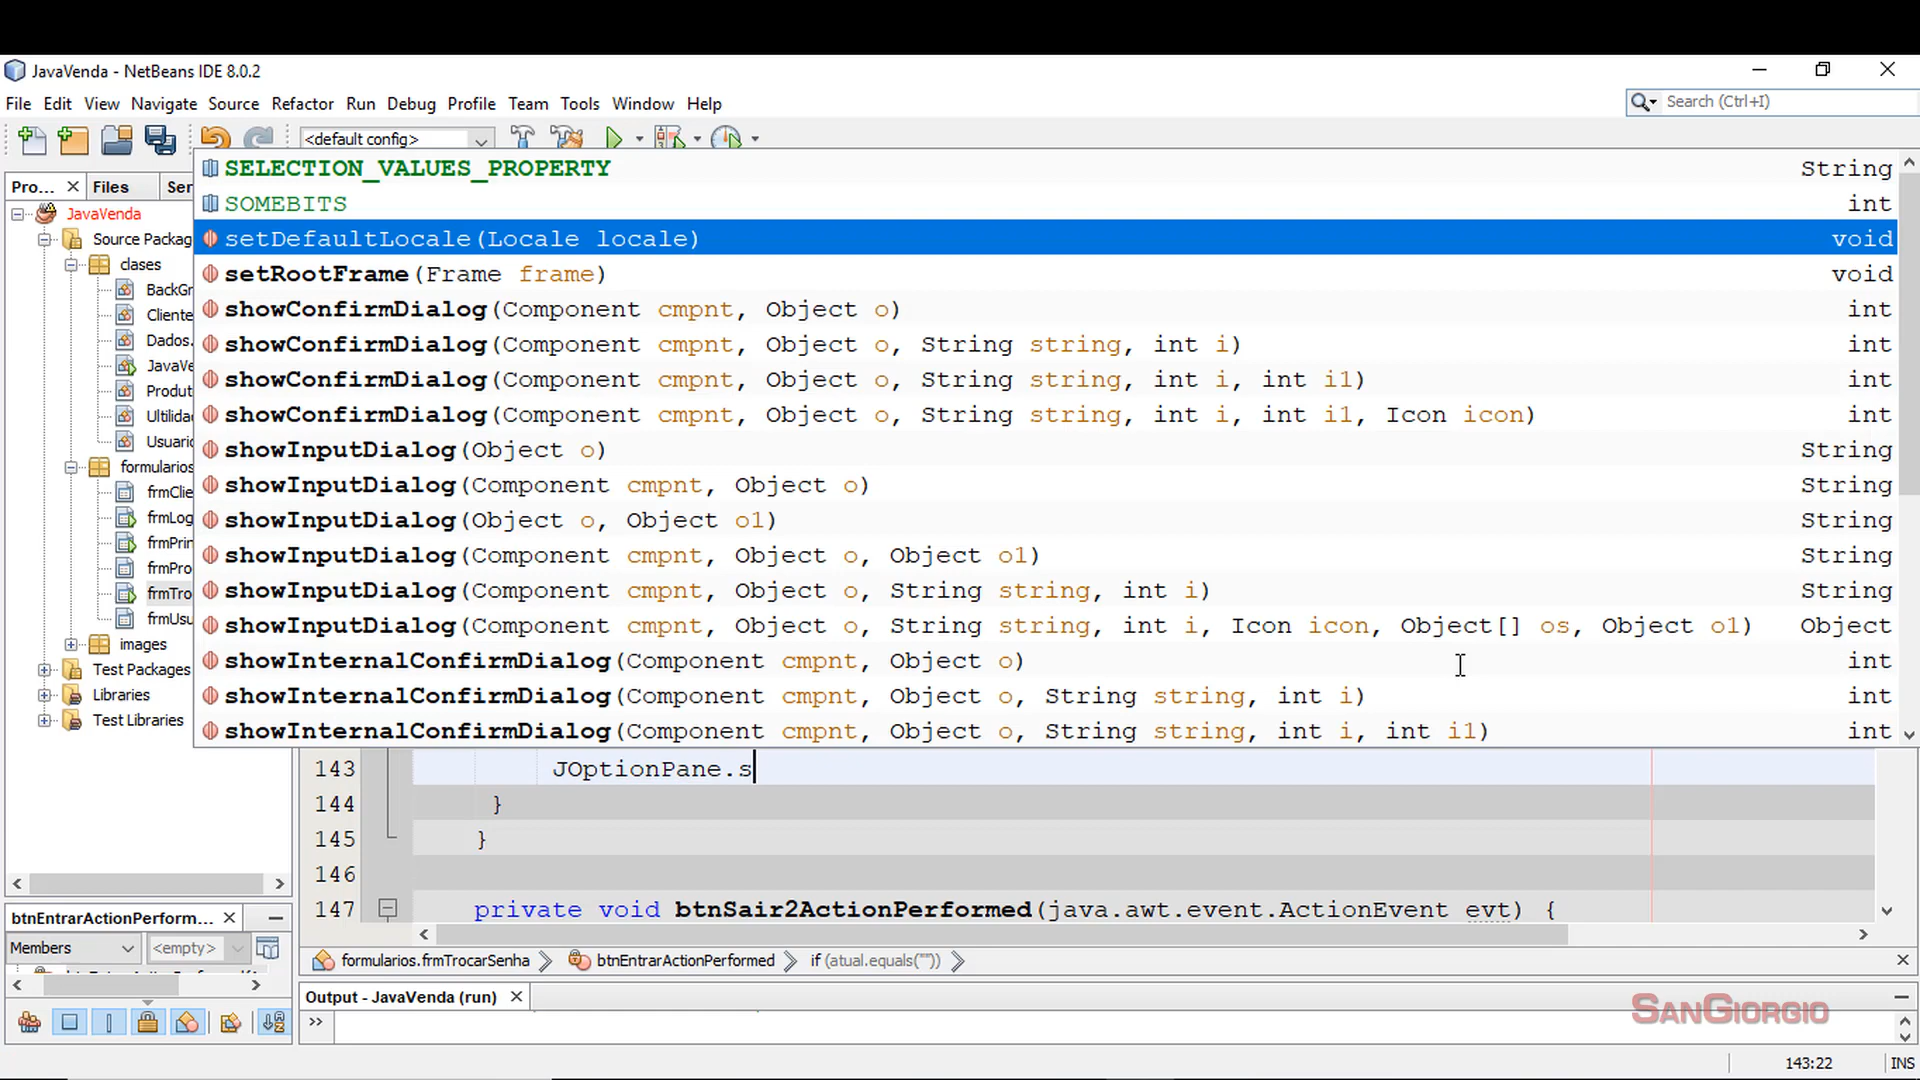 JavaVenda - NetBeans IDE 8.0.2
File Edit View Navigate Source Refactor Run Debug Profile Team Tools Window Help
Search (Ctrl+I)
<default config>
Pro... Files Ser
JavaVenda
Source Packag
clases
BackGr
Cliente
Dados.
JavaVe
Produt
Ultilida
Usuario
formularios
frmClie
frmLog
frmPrin
frmPro
frmTro
frmUsu
images
Test Packages
Libraries
Test Libraries
SELECTION_VALUES_PROPERTY String
SOMEBITS int
setDefaultLocale(Locale locale) void
setRootFrame(Frame frame) void
showConfirmDialog(Component cmpnt, Object o) int
showConfirmDialog(Component cmpnt, Object o, String string, int i) int
showConfirmDialog(Component cmpnt, Object o, String string, int i, int i1) int
showConfirmDialog(Component cmpnt, Object o, String string, int i, int i1, Icon icon) int
showInputDialog(Object o) String
showInputDialog(Component cmpnt, Object o) String
showInputDialog(Object o, Object o1) String
showInputDialog(Component cmpnt, Object o, Object o1) String
showInputDialog(Component cmpnt, Object o, String string, int i) String
showInputDialog(Component cmpnt, Object o, String string, int i, Icon icon, Object[] os, Object o1) Object
showInternalConfirmDialog(Component cmpnt, Object o) int
showInternalConfirmDialog(Component cmpnt, Object o, String string, int i) int
showInternalConfirmDialog(Component cmpnt, Object o, String string, int i, int i1) int
143 JOptionPane.s
144 }
145 }
146
147 private void btnSair2ActionPerformed(java.awt.event.ActionEvent evt) {
btnEntrarActionPerform...
Members <empty>
formularios.frmTrocarSenha btnEntrarActionPerformed if (atual.equals(""))
Output - JavaVenda (run)
>>
SANGIORGIO
143:22 INS